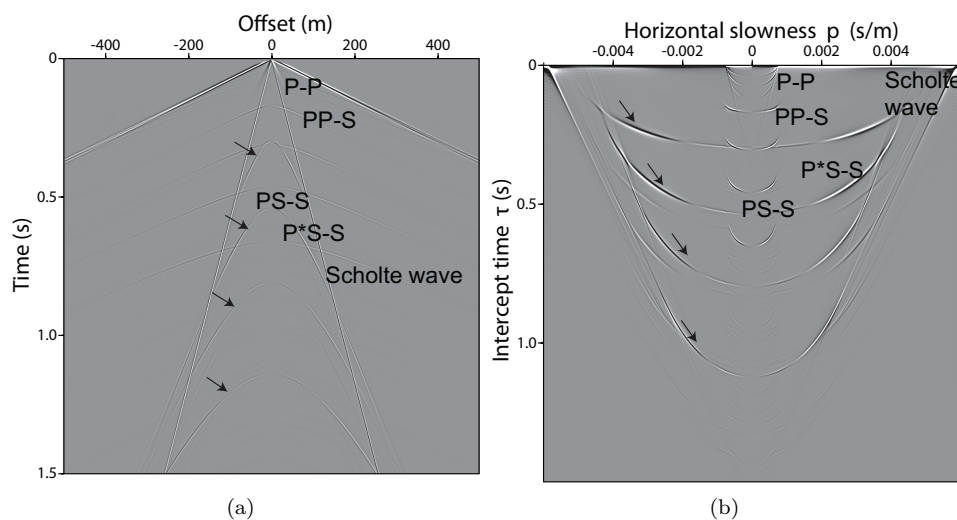 Offset (m)
-400 -200 0 200 400
0
0.5
1.0
1.5
Time (s)
P-P
PP-S
PS-S
P*S-S
Scholte wave
(a)
Horizontal slowness p (s/m)
-0.004 -0.002 0 0.002 0.004
0
0.5
1.0
Intercept time τ (s)
P-P
Scholte
wave
PP-S
P*S-S
PS-S
(b)